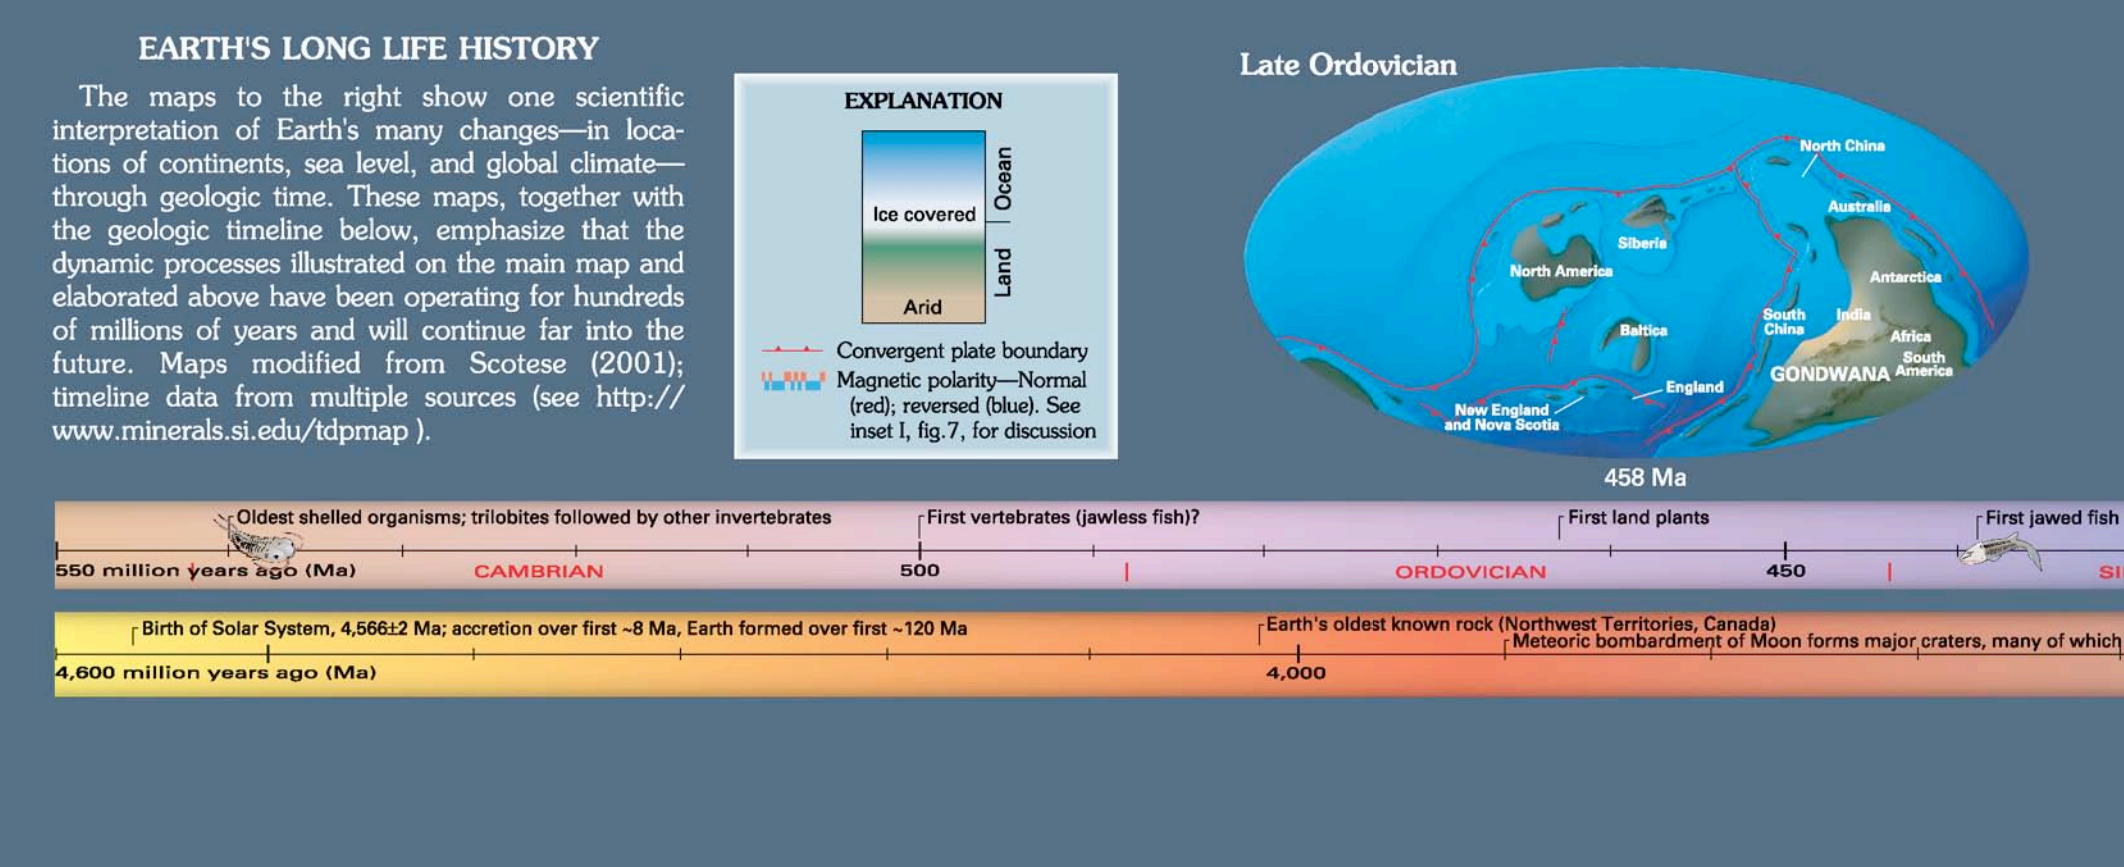 EARTH'S LONG LIFE HISTORY
The maps to the right show one scientific
interpretation of Earth's many changes—in loca-
tions of continents, sea level, and global climate—
through geologic time. These maps, together with
the geologic timeline below, emphasize that the
dynamic processes illustrated on the main map and
elaborated above have been operating for hundreds
of millions of years and will continue far into the
future. Maps modified from Scotese (2001);
timeline data from multiple sources (see http://
www.minerals.si.edu/tdpmap ).
EXPLANATION
Ocean
Ice covered
Land
Arid
Convergent plate boundary
Magnetic polarity—Normal
(red); reversed (blue). See
inset I, fig.7, for discussion
Late Ordovician
North China
Australia
Siberia
North America
Antarctica
South
China
India
Baltica
Africa
South
America
GONDWANA
England
New England
and Nova Scotia
458 Ma
Oldest shelled organisms; trilobites followed by other invertebrates
First vertebrates (jawless fish)?
First land plants
First jawed fish
550 million years ago (Ma)
CAMBRIAN
500
ORDOVICIAN
450
SI
Birth of Solar System, 4,566±2 Ma; accretion over first ~8 Ma, Earth formed over first ~120 Ma
Earth's oldest known rock (Northwest Territories, Canada)
Meteoric bombardment of Moon forms major craters, many of which
4,600 million years ago (Ma)
4,000